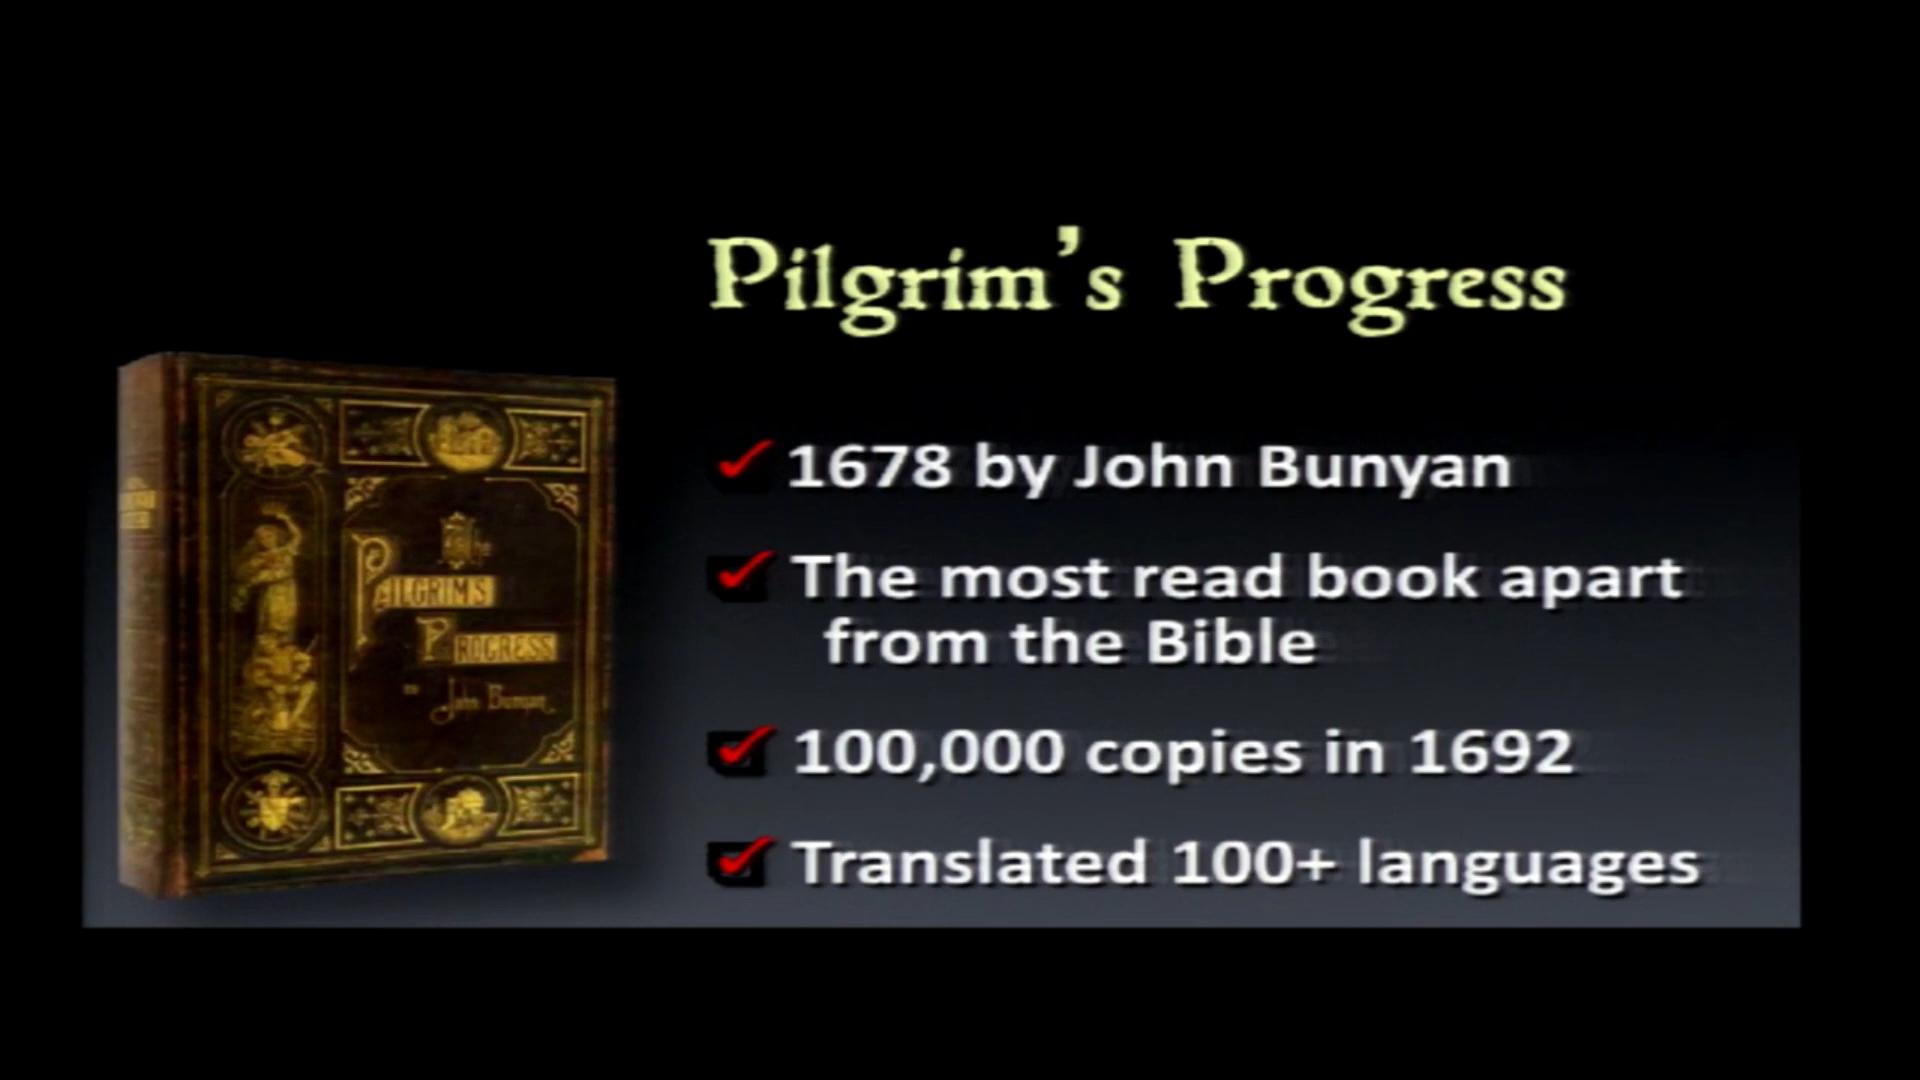 Pilgrim's Progress
1678 by John Bunyan
The most read book apart
from the Bible
100,000 copies in 1692
Translated 100+ languages
The
PILGRIM'S
PROGRESS
John Bunyan